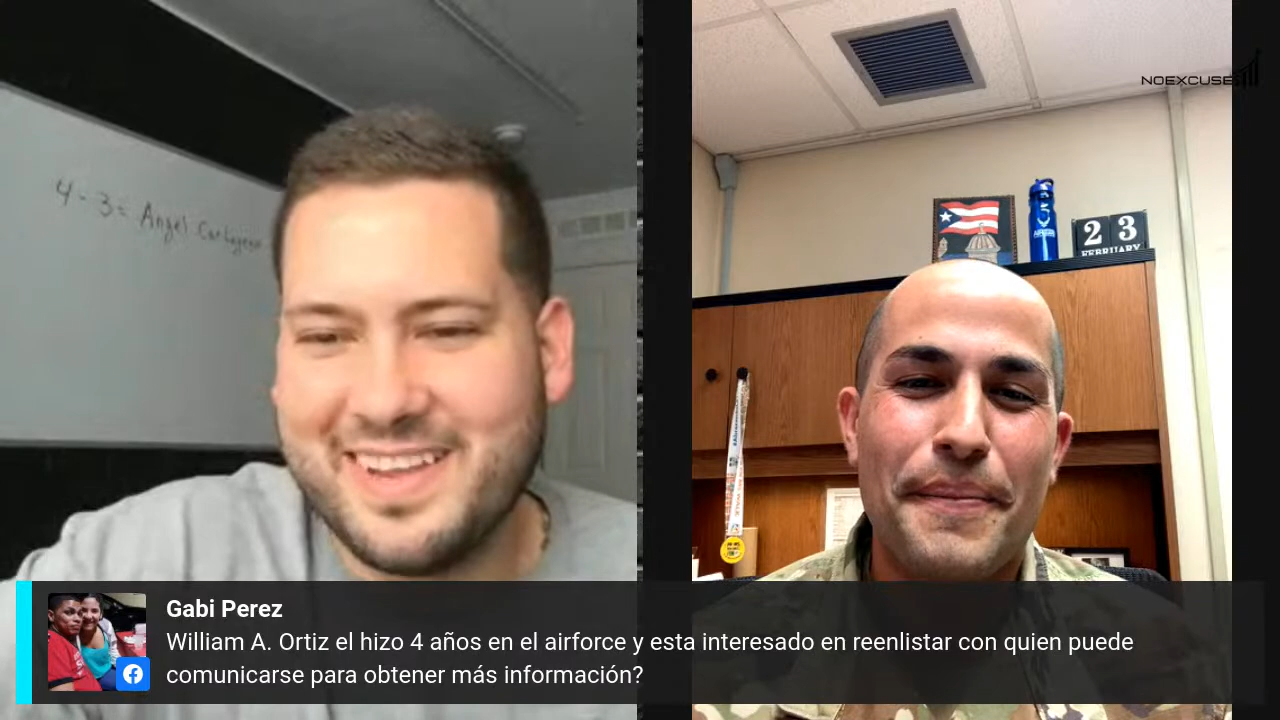 NOEXCUSE
4 - 3 = Angel Cartagena
23
FEBRUARY
Gabi Perez
William A. Ortiz el hizo 4 años en el airforce y esta interesado en reenlistar con quien puede
comunicarse para obtener más información?